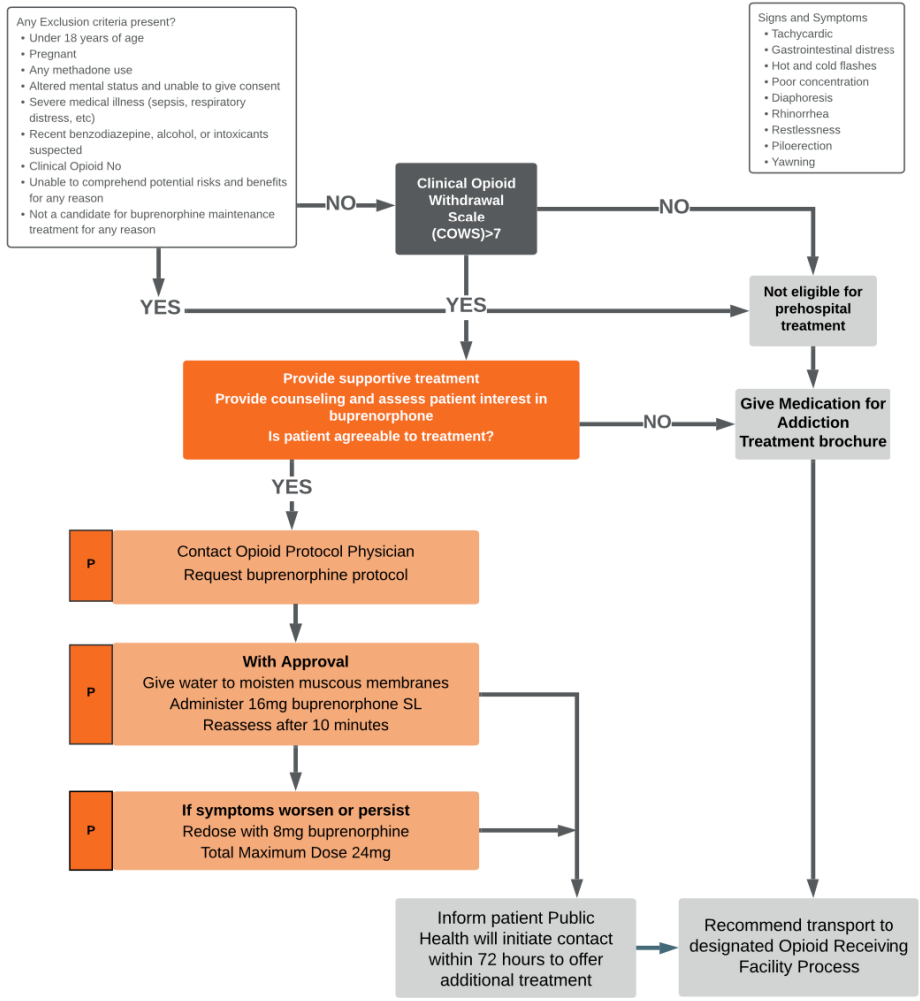 Any Exclusion criteria present?
• Under 18 years of age
• Pregnant
• Any methadone use
• Altered mental status and unable to give consent
• Severe medical illness (sepsis, respiratory
distress, etc)
• Recent benzodiazepine, alcohol, or intoxicants
suspected
• Clinical Opioid No
• Unable to comprehend potential risks and benefits
for any reason
• Not a candidate for buprenorphine maintenance
treatment for any reason
Signs and Symptoms
• Tachycardic
• Gastrointestinal distress
• Hot and cold flashes
• Poor concentration
• Diaphoresis
• Rhinorrhea
• Restlessness
• Piloerection
• Yawning
NO
Clinical Opioid
Withdrawal
Scale
(COWS)>7
NO
YES
YES
Not eligible for
prehospital
treatment
Provide supportive treatment
Provide counseling and assess patient interest in
buprenorphone
Is patient agreeable to treatment?
NO
Give Medication for
Addiction
Treatment brochure
YES
P
Contact Opioid Protocol Physician
Request buprenorphine protocol
P
With Approval
Give water to moisten muscous membranes
Administer 16mg buprenorphone SL
Reassess after 10 minutes
P
If symptoms worsen or persist
Redose with 8mg buprenorphine
Total Maximum Dose 24mg
Inform patient Public
Health will initiate contact
within 72 hours to offer
additional treatment
Recommend transport to
designated Opioid Receiving
Facility Process